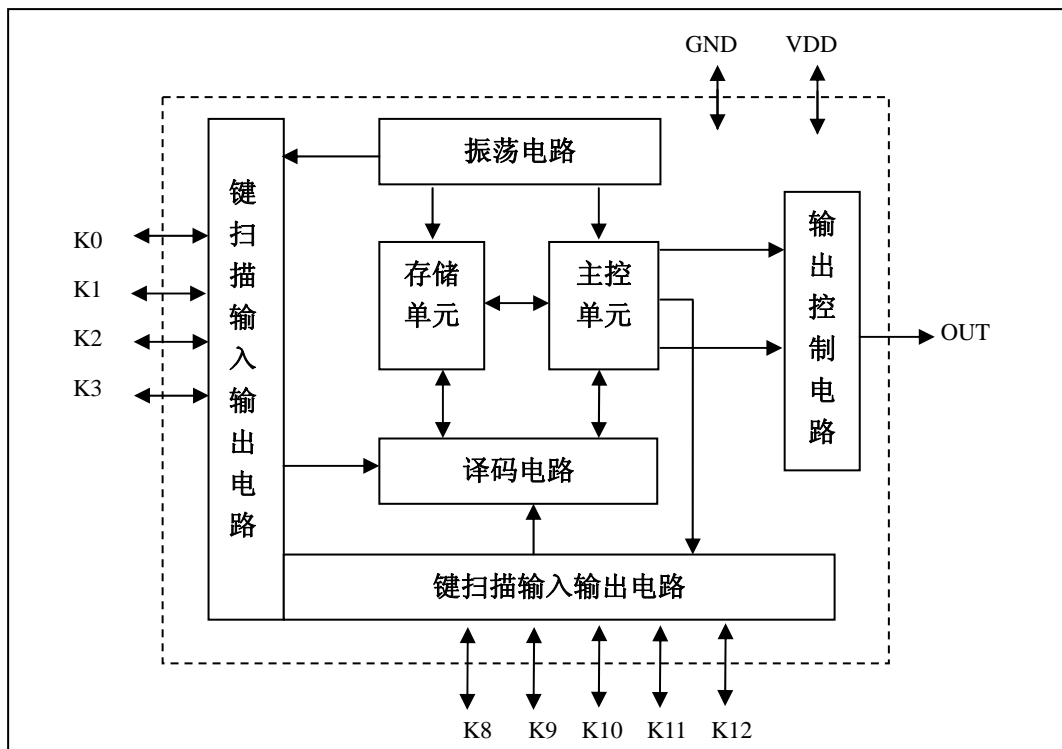 GND
VDD
振荡电路
键扫描输入输出电路
K0
K1
K2
K3
存储
单元
主控
单元
输出控制电路
OUT
译码电路
键扫描输入输出电路
K8
K9
K10
K11
K12